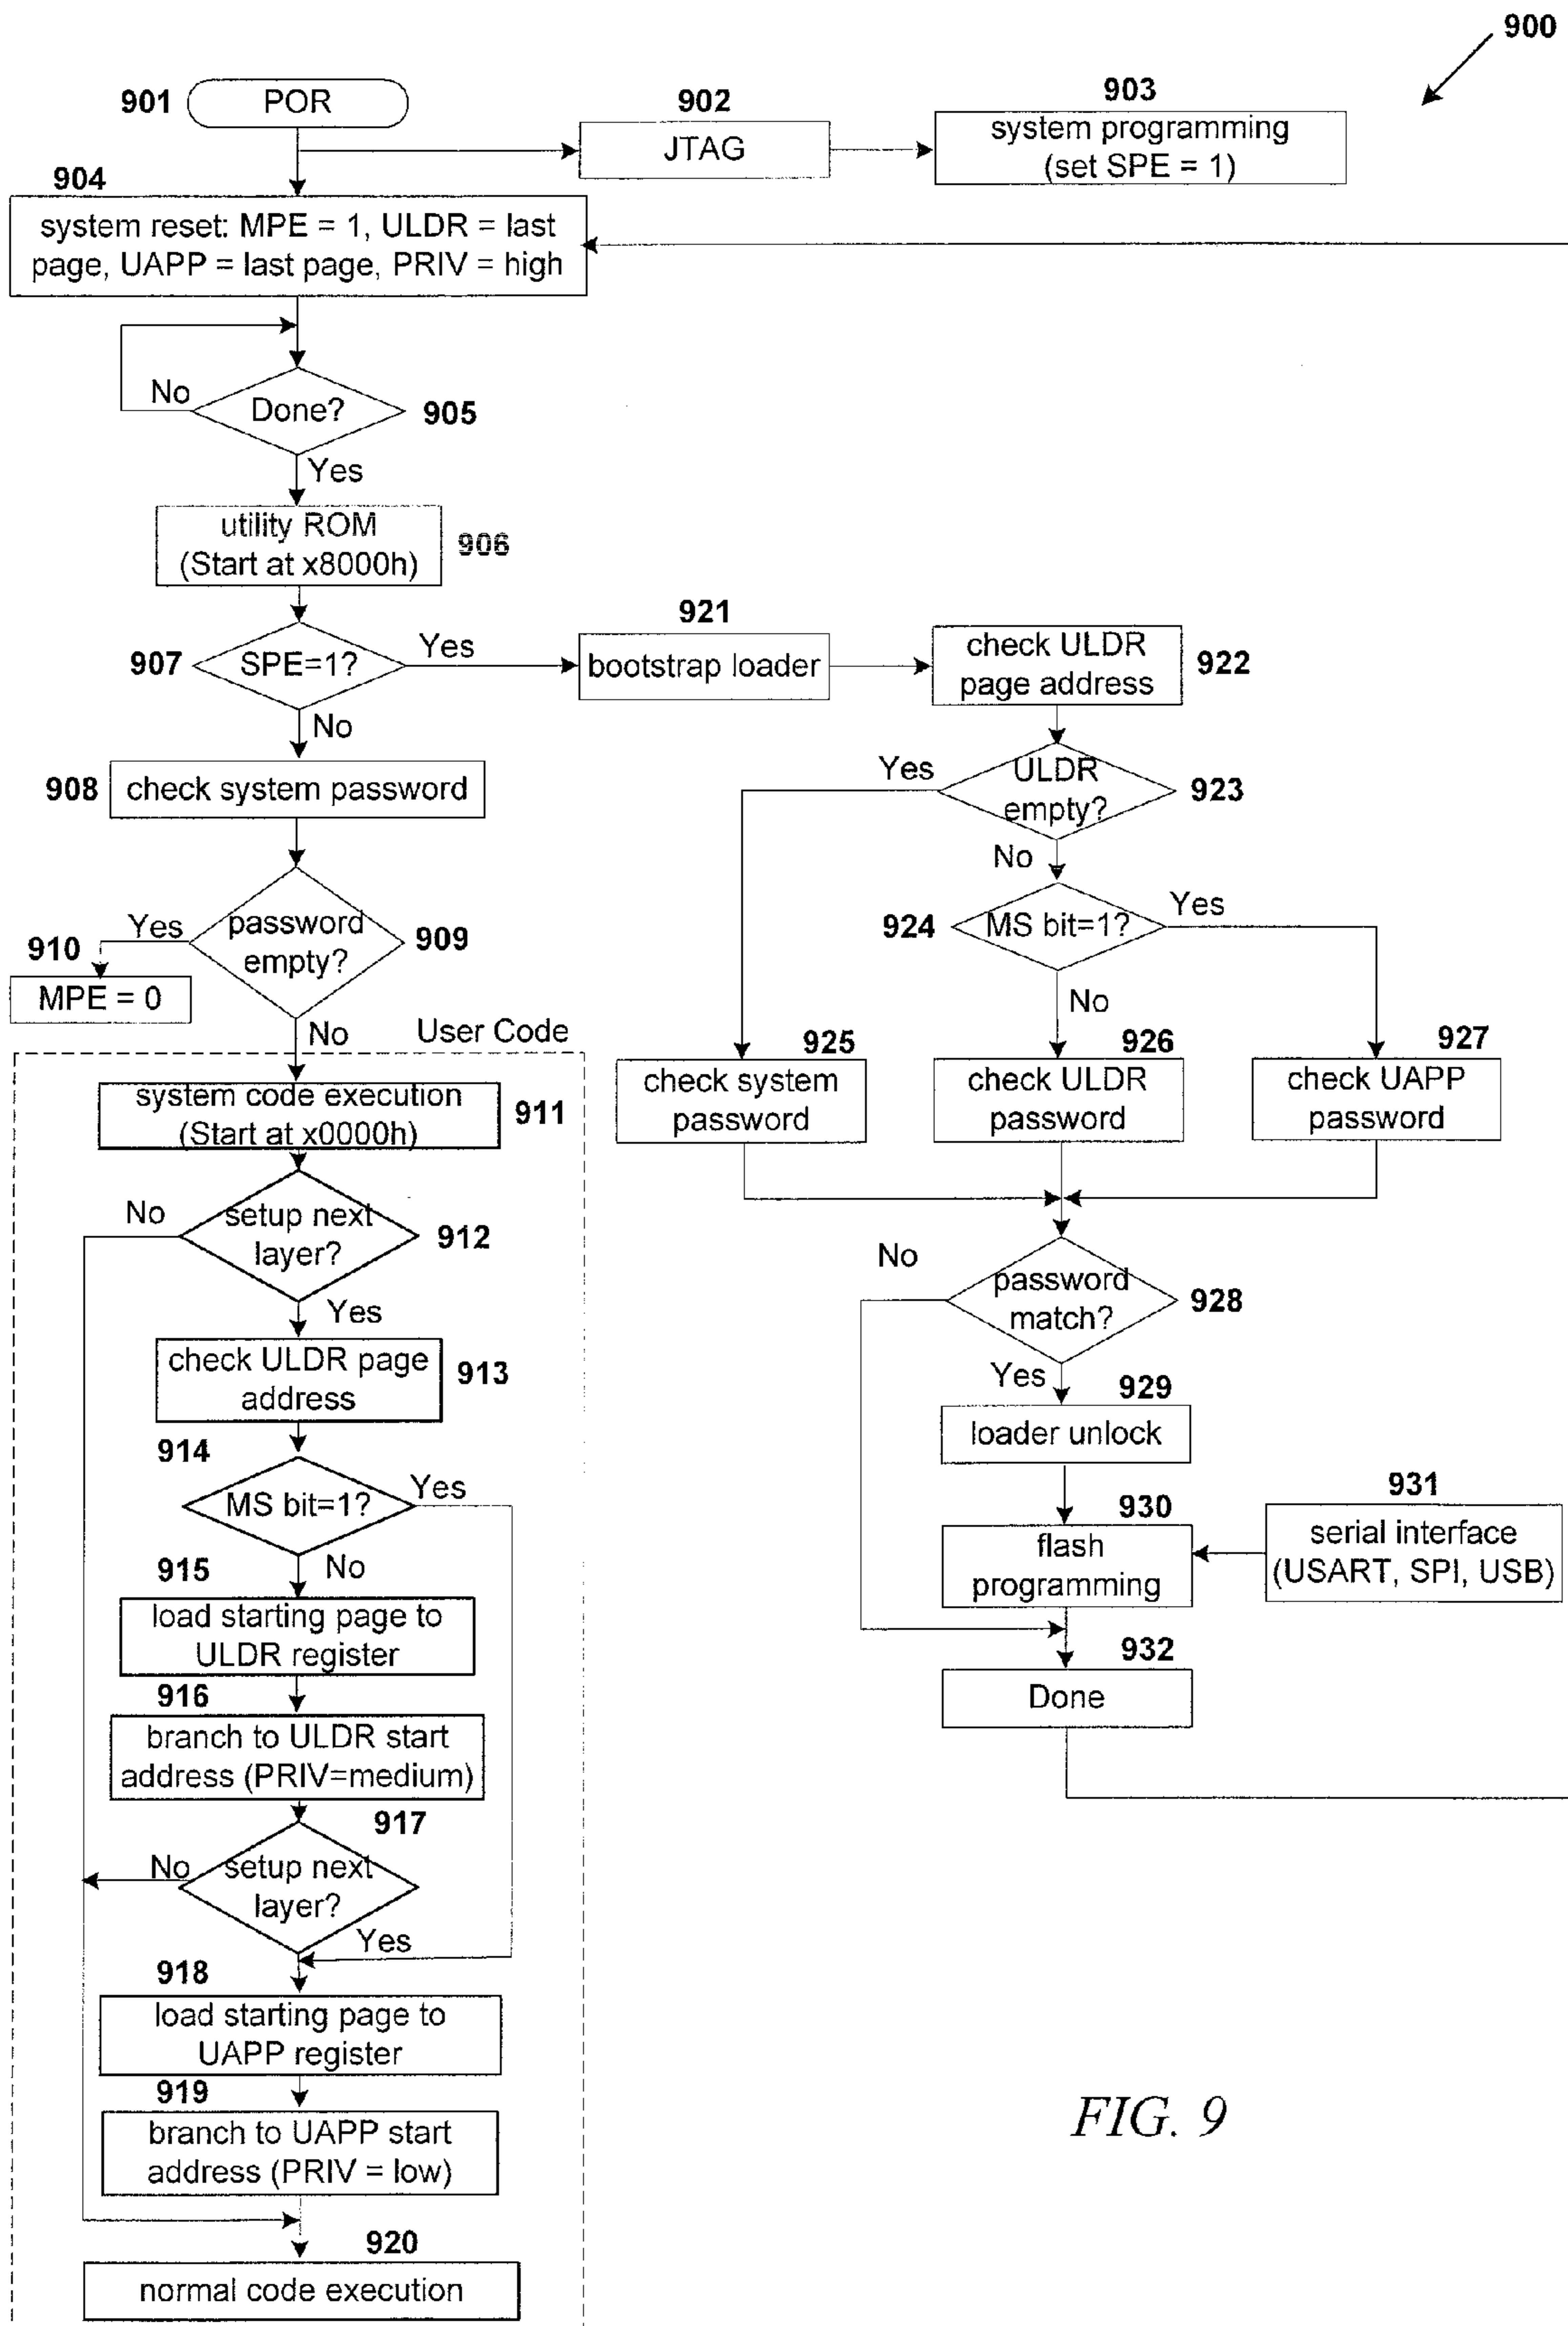 900
901
POR
902
JTAG
903
system programming
(set SPE = 1)
904
system reset: MPE = 1, ULDR = last
page, UAPP = last page, PRIV = high
No
Done?
905
Yes
utility ROM
(Start at x8000h)
906
907
SPE=1?
Yes
No
921
bootstrap loader
check ULDR
page address
922
908
check system password
Yes
ULDR
empty?
923
No
910
Yes
password
empty?
909
MPE = 0
No
924
MS bit=1?
Yes
No
User Code
925
check system
password
926
check ULDR
password
927
check UAPP
password
system code execution
(Start at x0000h)
911
No
setup next
layer?
912
Yes
No
password
match?
928
Yes
check ULDR page
address
913
929
loader unlock
914
MS bit=1?
Yes
No
930
flash
programming
931
serial interface
(USART, SPI, USB)
915
load starting page to
ULDR register
932
Done
916
branch to ULDR start
address (PRIV=medium)
917
No
setup next
layer?
Yes
918
load starting page to
UAPP register
919
branch to UAPP start
address (PRIV = low)
920
normal code execution
FIG. 9